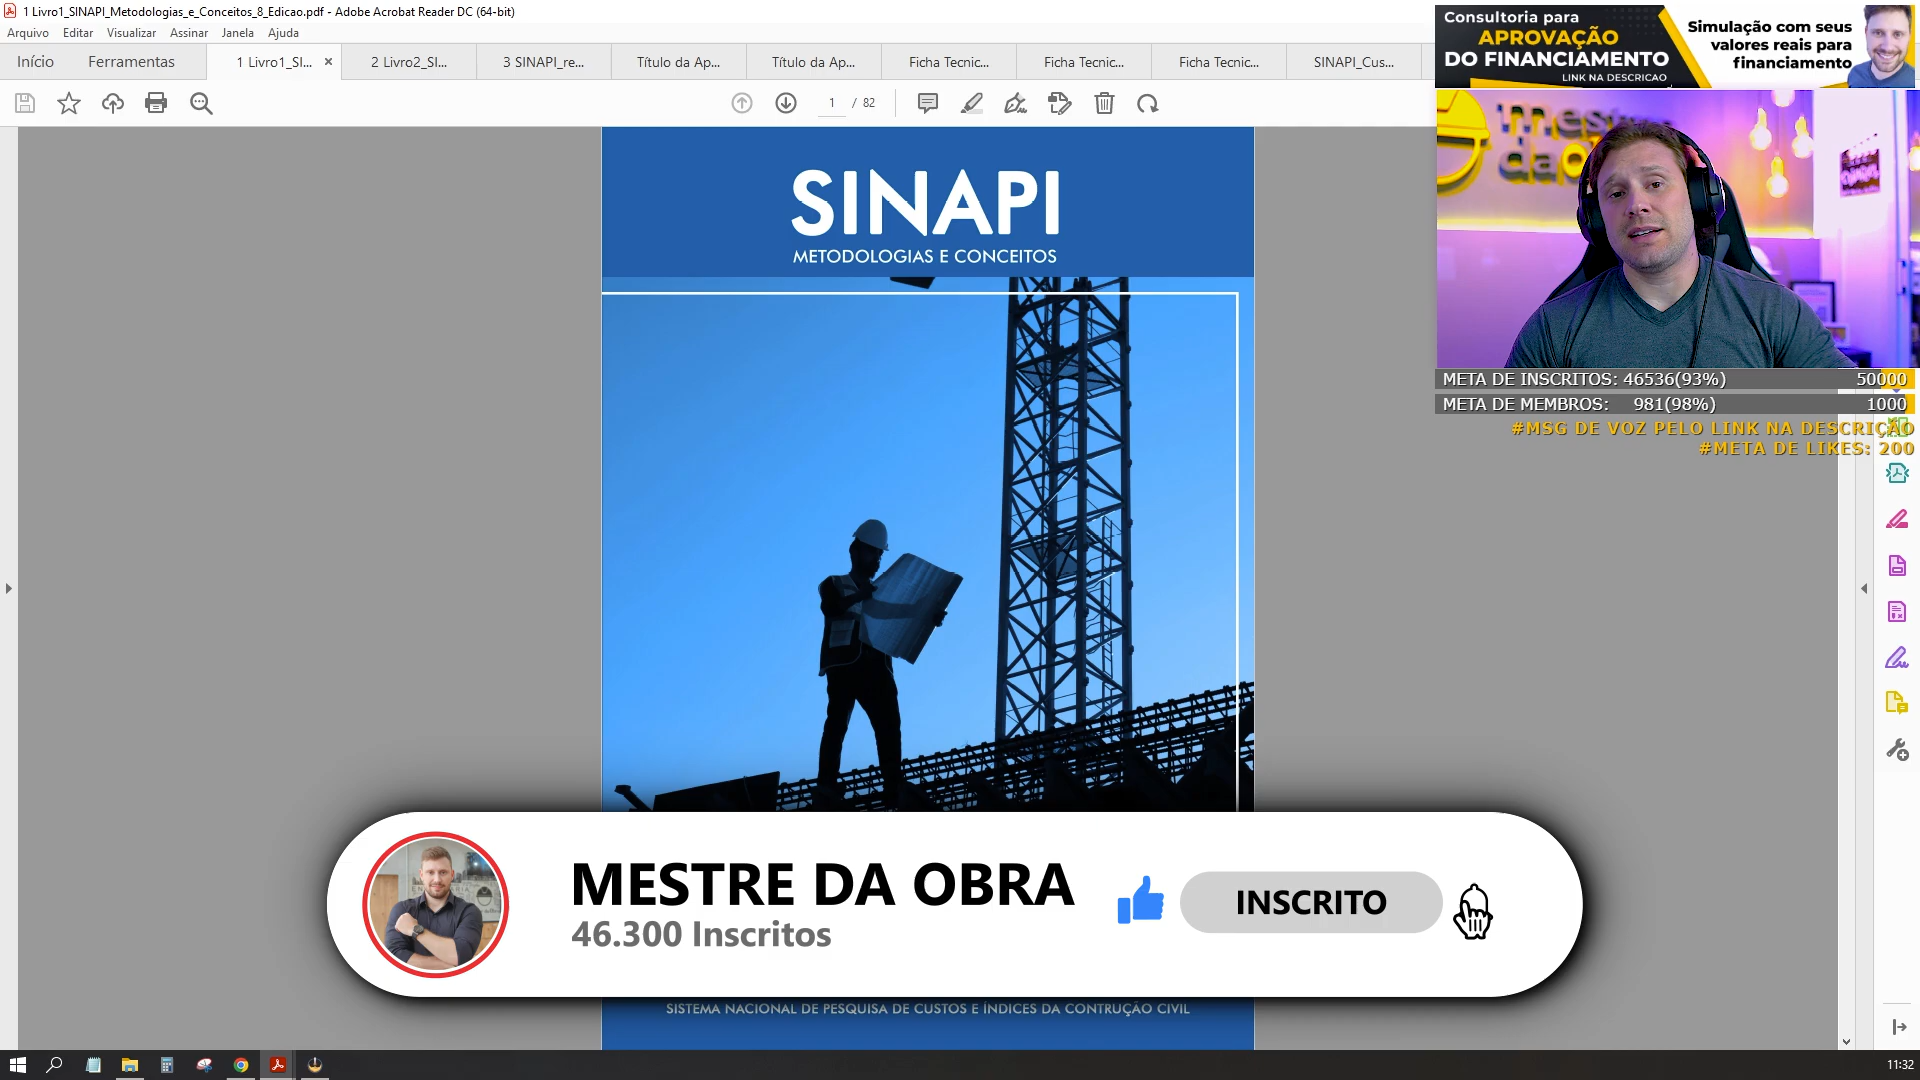 1 Livro1_SINAPI_Metodologias_e_Conceitos_8_Edicao.pdf - Adobe Acrobat Reader DC (64-bit)
Arquivo Editar Visualizar Assinar Janela Ajuda
Início Ferramentas 1 Livro1_SI... × 2 Livro2_SI... 3 SINAPI_re... Título da Ap... Título da Ap... Ficha Tecnic... Ficha Tecnic... Ficha Tecnic... SINAPI_Cus...
1 / 82
Consultoria para
APROVAÇÃO
DO FINANCIAMENTO
LINK NA DESCRICAO
Simulação com seus
valores reais para
financiamento
mestre
da
META DE INSCRITOS: 46536(93%) 50000
META DE MEMBROS: 981(98%) 1000
#MSG DE VOZ PELO LINK NA DESCRIÇÃO
#META DE LIKES: 200
SINAPI
METODOLOGIAS E CONCEITOS
MESTRE DA OBRA
46.300 Inscritos
INSCRITO
SISTEMA NACIONAL DE PESQUISA DE CUSTOS E ÍNDICES DA CONTRUÇÃO CIVIL
11:32